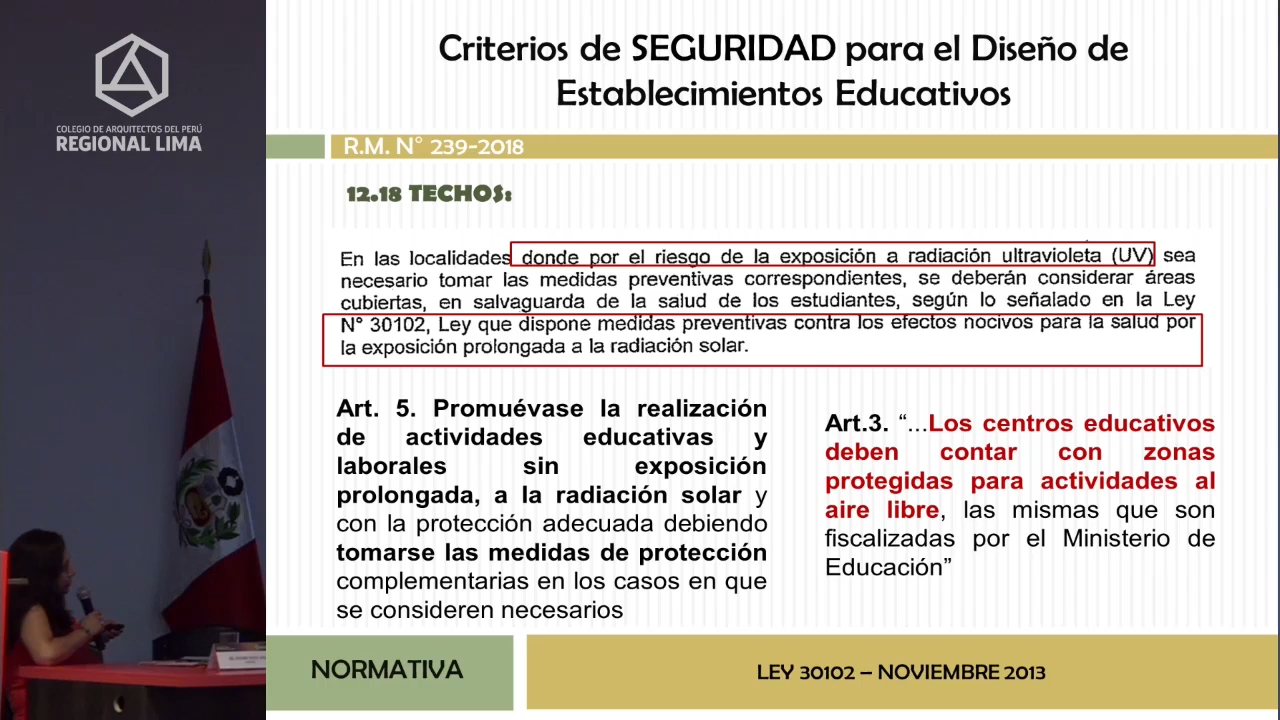 COLEGIO DE ARQUITECTOS DEL PERÚ
REGIONAL LIMA
Criterios de SEGURIDAD para el Diseño de
Establecimientos Educativos
R.M. N° 239-2018
12.18 TECHOS:
En las localidades donde por el riesgo de la exposición a radiación ultravioleta (UV) sea
necesario tomar las medidas preventivas correspondientes, se deberán considerar áreas
cubiertas, en salvaguarda de la salud de los estudiantes, según lo señalado en la Ley
N° 30102, Ley que dispone medidas preventivas contra los efectos nocivos para la salud por
la exposición prolongada a la radiación solar.
Art. 5. Promuévase la realización
de actividades educativas y
laborales sin exposición
prolongada, a la radiación solar y
con la protección adecuada debiendo
tomarse las medidas de protección
complementarias en los casos en que
se consideren necesarios
Art.3. “...Los centros educativos
deben contar con zonas
protegidas para actividades al
aire libre, las mismas que son
fiscalizadas por el Ministerio de
Educación”
NORMATIVA
LEY 30102 – NOVIEMBRE 2013